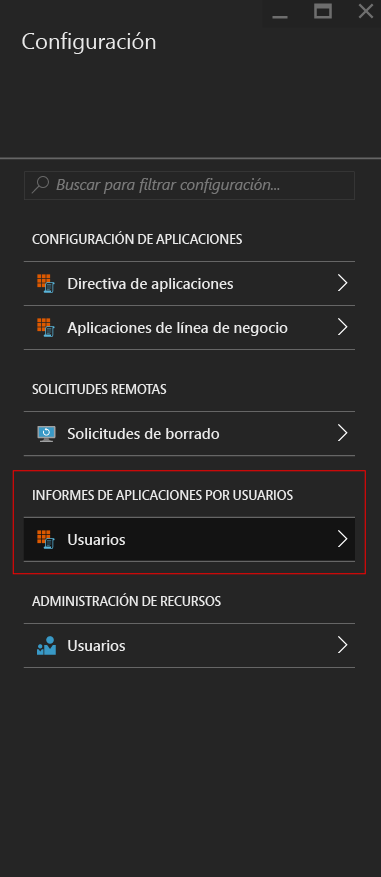 Configuración
Buscar para filtrar configuración...
CONFIGURACIÓN DE APLICACIONES
Directiva de aplicaciones
Aplicaciones de línea de negocio
SOLICITUDES REMOTAS
Solicitudes de borrado
INFORMES DE APLICACIONES POR USUARIOS
Usuarios
ADMINISTRACIÓN DE RECURSOS
Usuarios